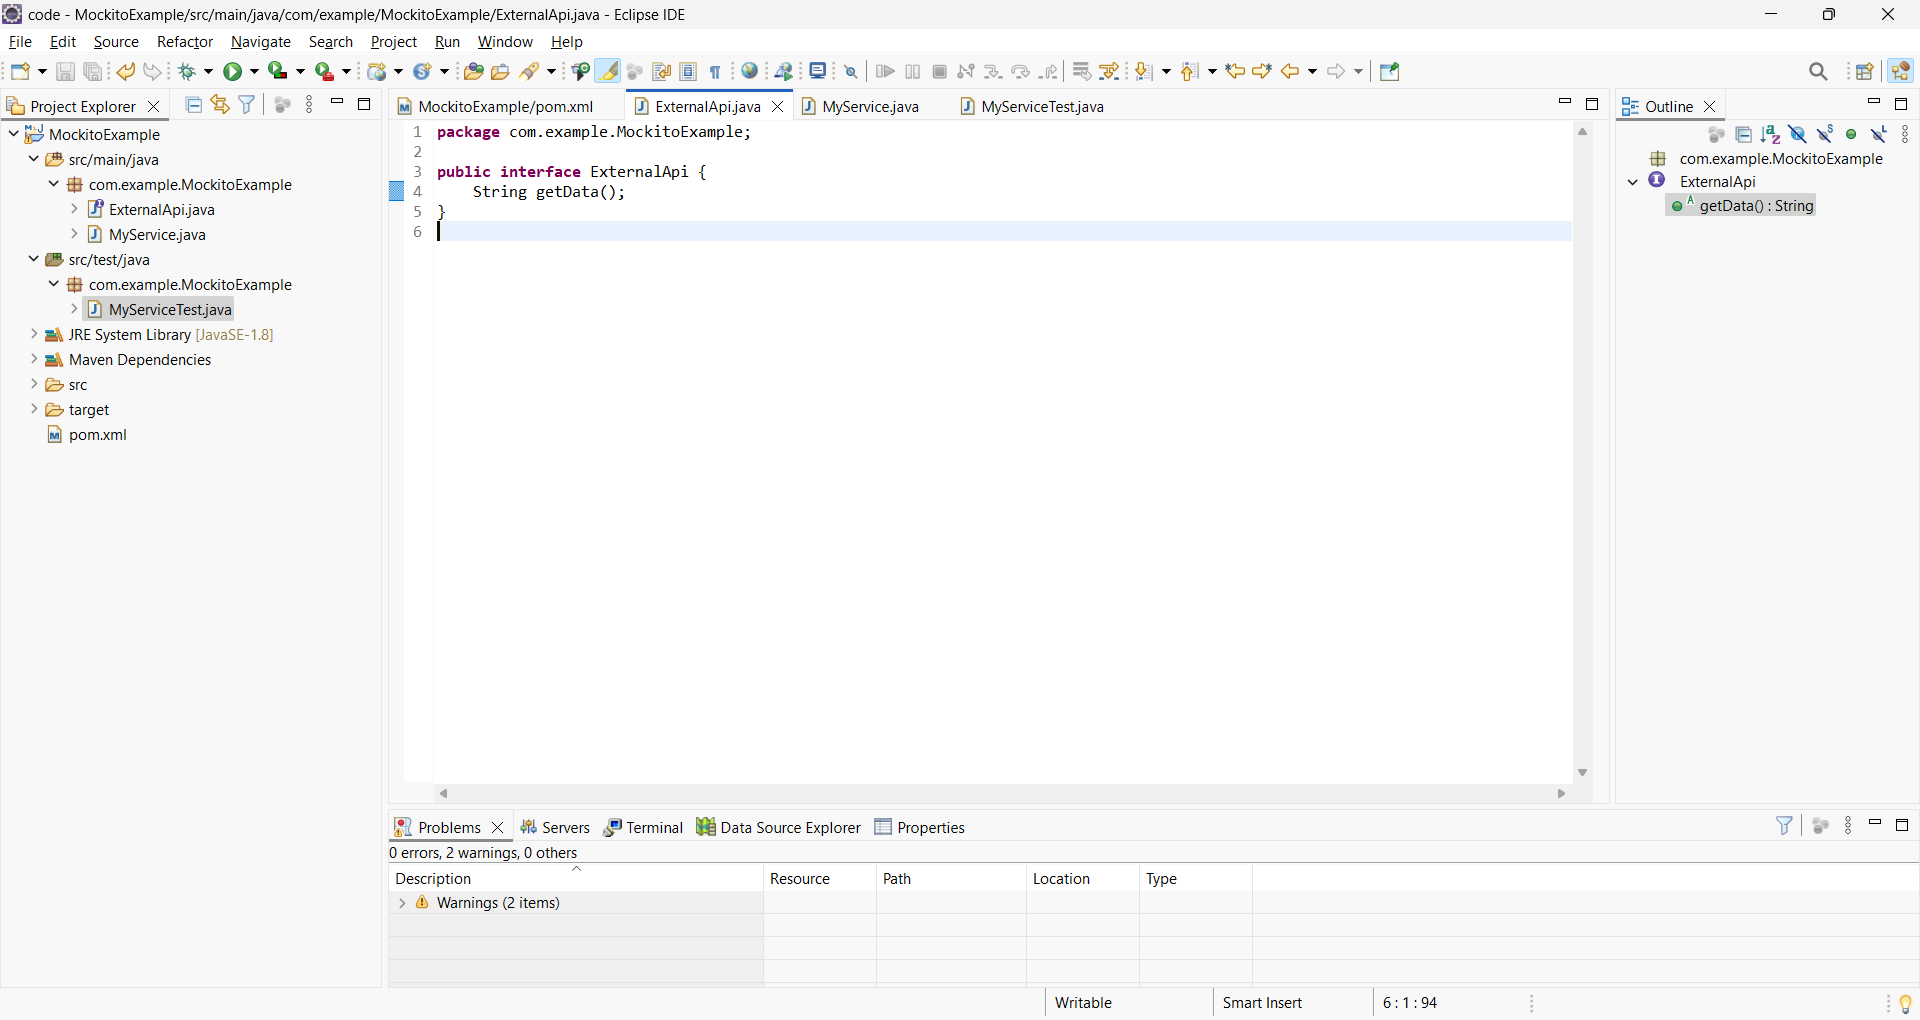 code - MockitoExample/src/main/java/com/example/MockitoExample/ExternalApi.java - Eclipse IDE
File Edit Source Refactor Navigate Search Project Run Window Help
Project Explorer
MockitoExample
src/main/java
com.example.MockitoExample
ExternalApi.java
MyService.java
src/test/java
com.example.MockitoExample
MyServiceTest.java
JRE System Library [JavaSE-1.8]
Maven Dependencies
src
target
pom.xml
MockitoExample/pom.xml ExternalApi.java MyService.java MyServiceTest.java
1 package com.example.MockitoExample;
2
3 public interface ExternalApi {
4 String getData();
5 }
6
Outline
com.example.MockitoExample
ExternalApi
getData() : String
Problems Servers Terminal Data Source Explorer Properties
0 errors, 2 warnings, 0 others
Description Resource Path Location Type
Warnings (2 items)
Writable Smart Insert 6 : 1 : 94